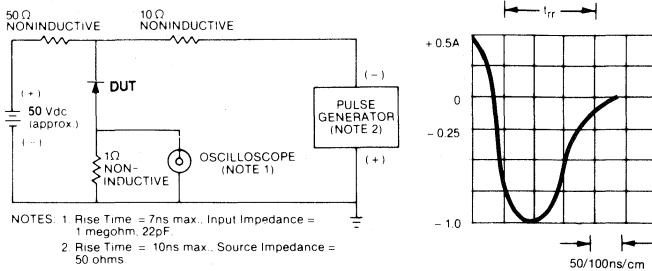 50 Ω
NONINDUCTIVE
10 Ω
NONINDUCTIVE
trr
+ 0.5A
(+)
50 Vdc
(approx.)
(-)
DUT
(-)
PULSE
GENERATOR
(NOTE 2)
(+)
0
- 0.25
1Ω
NON-
INDUCTIVE
OSCILLOSCOPE
(NOTE 1)
- 1.0
NOTES: 1. Rise Time = 7ns max., Input Impedance =
1 megohm, 22pF.
2. Rise Time = 10ns max., Source Impedance =
50 ohms.
50/100ns/cm